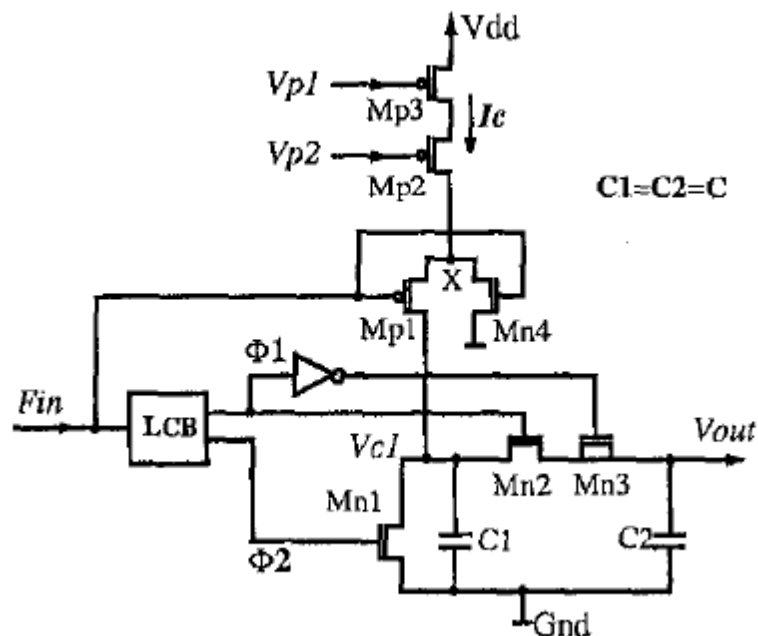 Vdd
Vp1
Mp3
Ic
Vp2
Mp2
C1=C2=C
X
Mp1
Mn4
Φ1
Fin
LCB
Vc1
Vout
Mn2
Mn3
Mn1
C1
C2
Φ2
Gnd